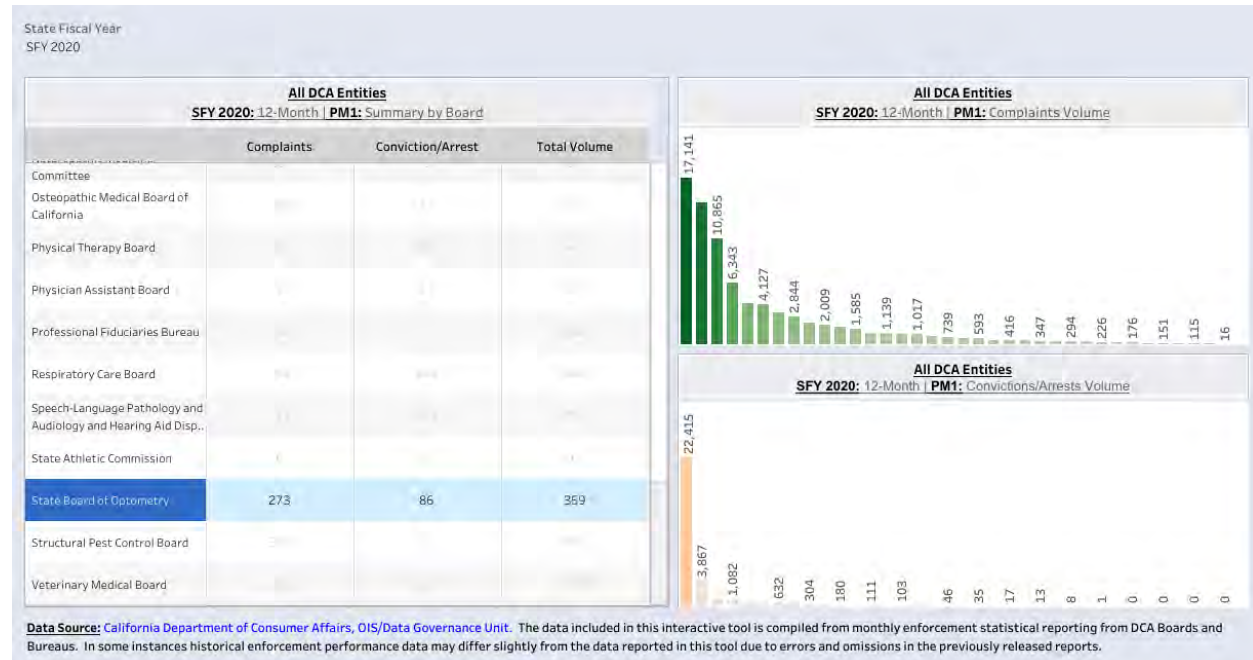 State Fiscal Year
SFY 2020
All DCA Entities
SFY 2020: 12-Month | PM1: Summary by Board
Complaints Conviction/Arrest Total Volume
Committee
Osteopathic Medical Board of
California
Physical Therapy Board
Physician Assistant Board
Professional Fiduciaries Bureau
Respiratory Care Board
Speech-Language Pathology and
Audiology and Hearing Aid Disp..
State Athletic Commission
State Board of Optometry 273 86 359
Structural Pest Control Board
Veterinary Medical Board
All DCA Entities
SFY 2020: 12-Month | PM1: Complaints Volume
17,141
10,865
6,343
4,127
2,844
2,009
1,585
1,139
1,017
739
593
416
347
294
226
176
151
115
16
All DCA Entities
SFY 2020: 12-Month | PM1: Convictions/Arrests Volume
22,415
3,867
1,082
632
304
180
111
103
46
35
17
13
8
1
0
0
0
0
Data Source: California Department of Consumer Affairs, OIS/Data Governance Unit. The data included in this interactive tool is compiled from monthly enforcement statistical reporting from DCA Boards and
Bureaus. In some instances historical enforcement performance data may differ slightly from the data reported in this tool due to errors and omissions in the previously released reports.